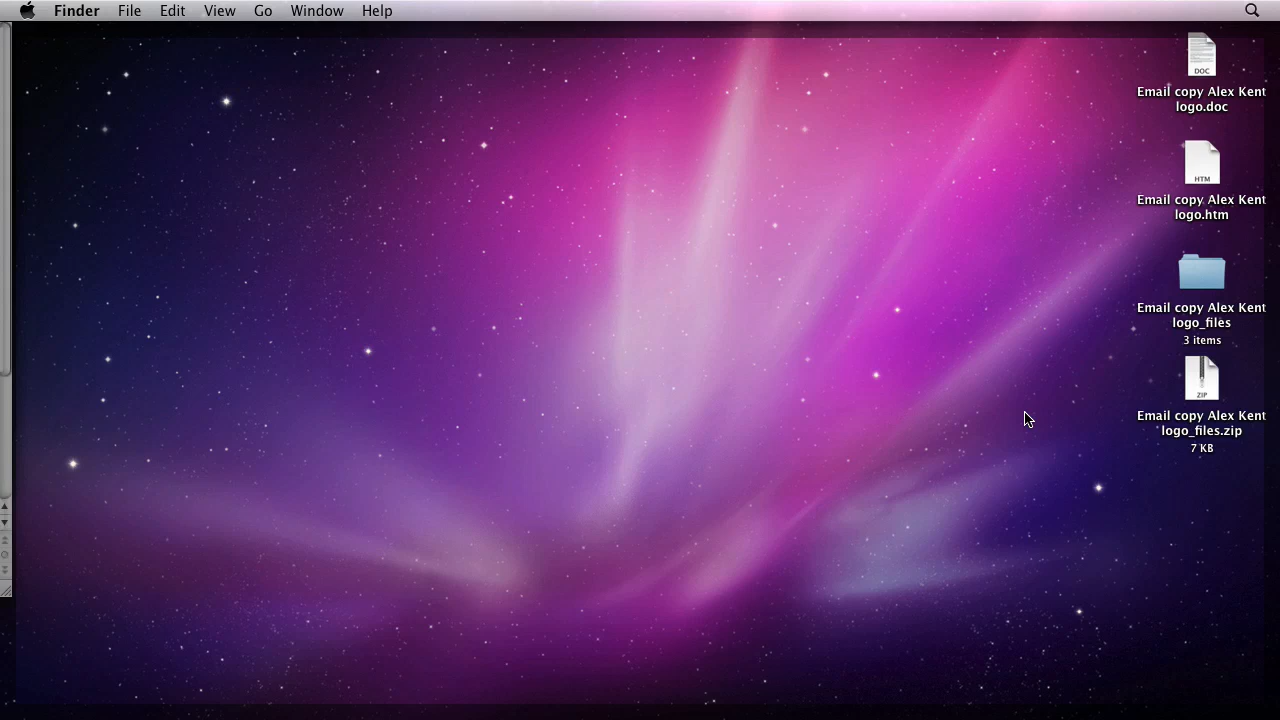 Finder File Edit View Go Window Help
DOC
Email copy Alex Kent
logo.doc
HTM
Email copy Alex Kent
logo.htm
Email copy Alex Kent
logo_files
3 items
ZIP
Email copy Alex Kent
logo_files.zip
7 KB